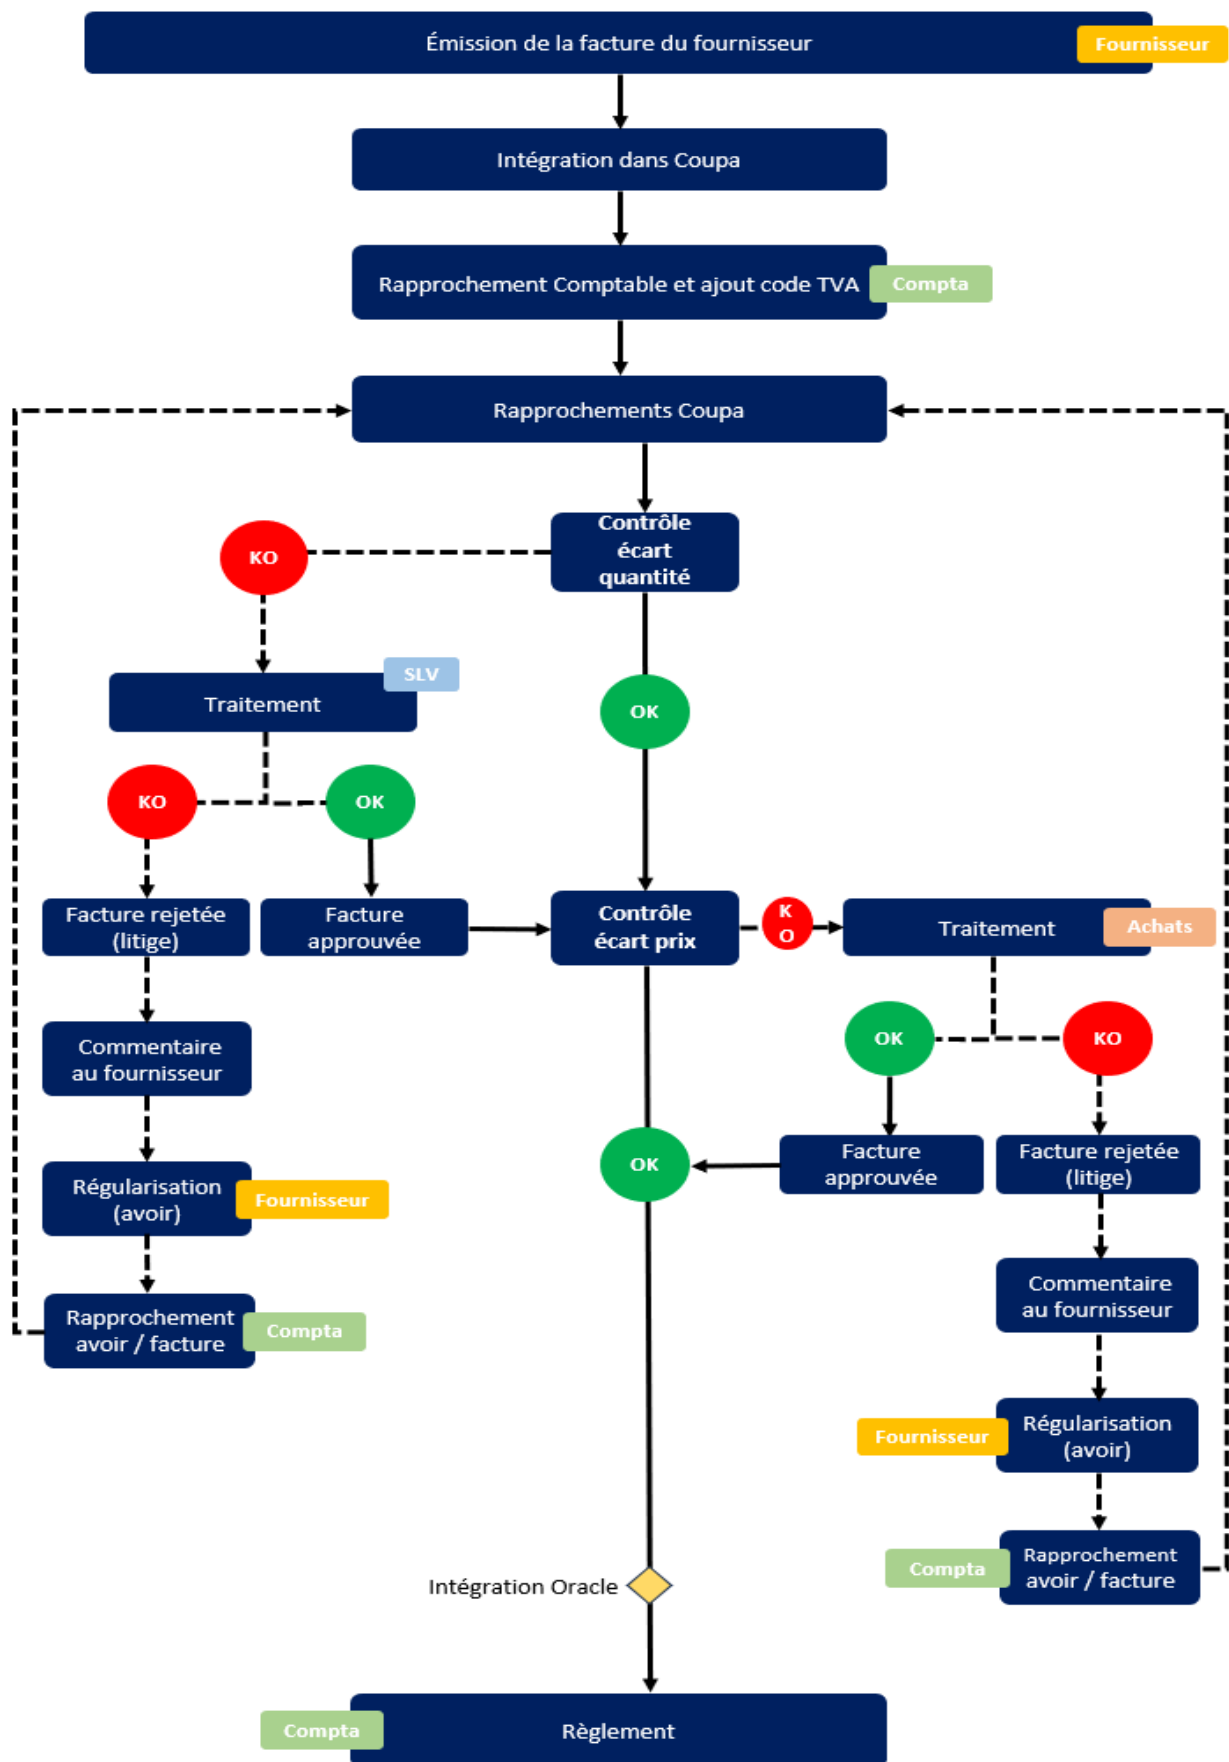 Émission de la facture du fournisseur
Fournisseur
Intégration dans Coupa
Rapprochement Comptable et ajout code TVA
Compta
Rapprochements Coupa
Contrôle
écart
quantité
KO
SLV
Traitement
OK
KO
OK
Facture rejetée
(litige)
Facture
approuvée
Contrôle
écart prix
K
O
Traitement
Achats
Commentaire
au fournisseur
OK
KO
Régularisation
(avoir)
Fournisseur
OK
Facture
approuvée
Facture rejetée
(litige)
Rapprochement
avoir / facture
Compta
Commentaire
au fournisseur
Fournisseur
Régularisation
(avoir)
Compta
Rapprochement
avoir / facture
Intégration Oracle
Compta
Règlement